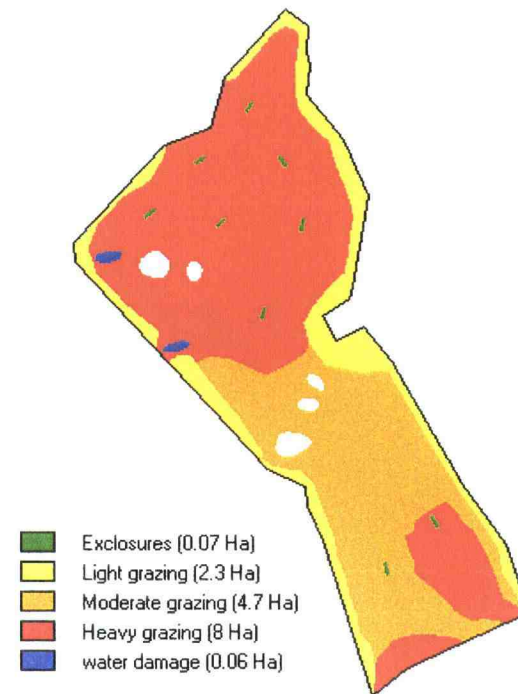 Exclosures (0.07 Ha)
Light grazing (2.3 Ha)
Moderate grazing (4.7 Ha)
Heavy grazing (8 Ha)
water damage (0.06 Ha)